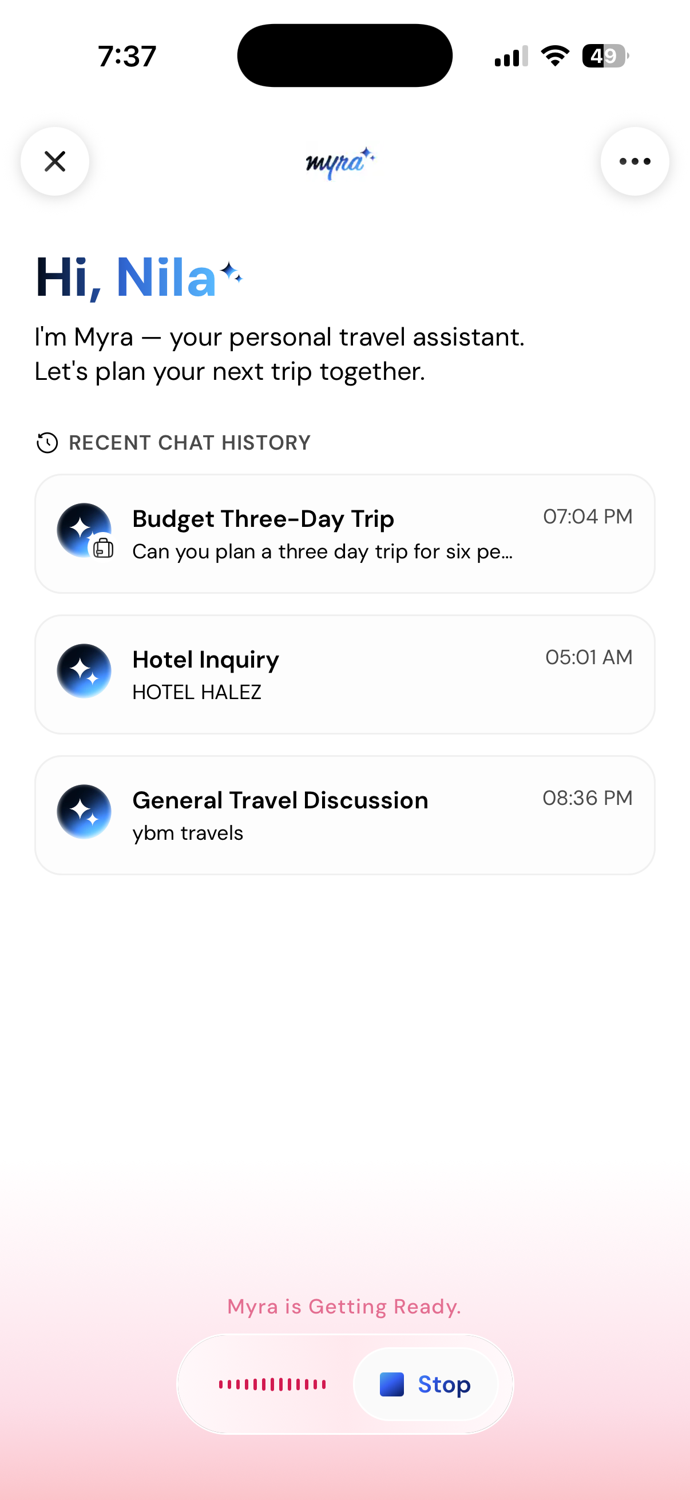 7:37
49
myra
Hi, Nila
I'm Myra — your personal travel assistant.
Let's plan your next trip together.
RECENT CHAT HISTORY
Budget Three-Day Trip 07:04 PM
Can you plan a three day trip for six pe...
Hotel Inquiry 05:01 AM
HOTEL HALEZ
General Travel Discussion 08:36 PM
ybm travels
Myra is Getting Ready.
Stop